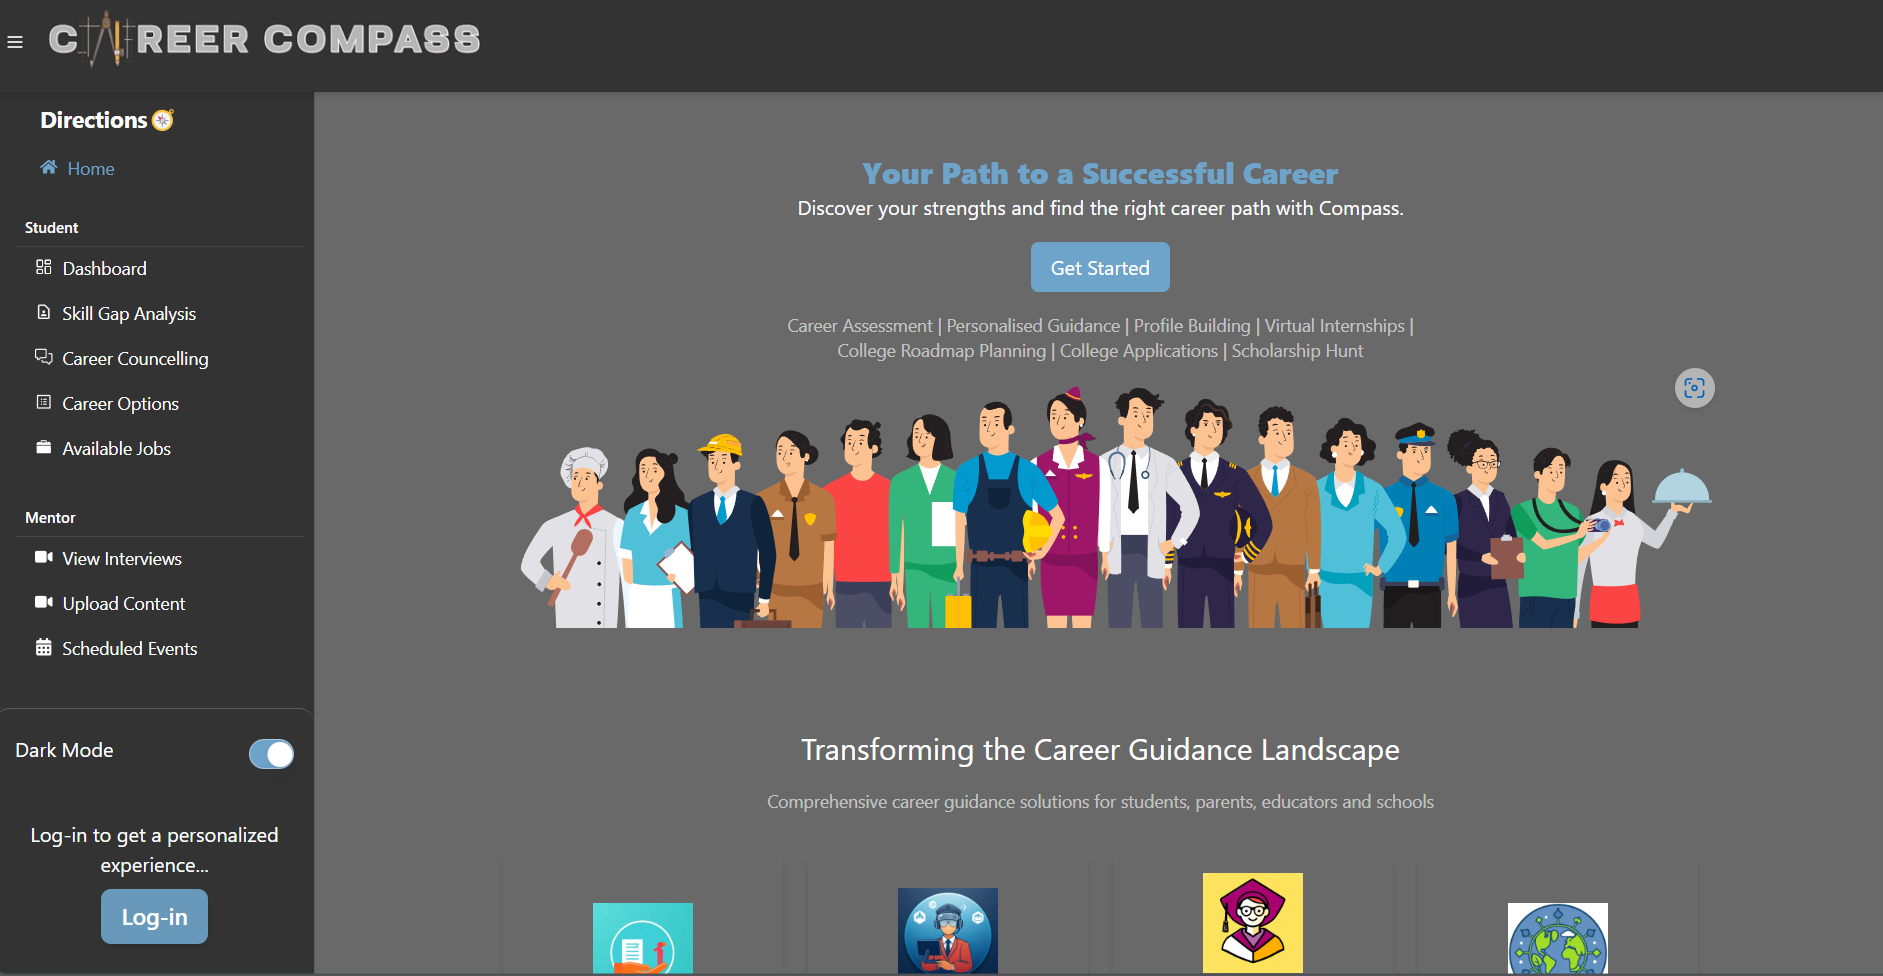 CAREER COMPASS
Directions
Home
Student
Dashboard
Skill Gap Analysis
Career Councelling
Career Options
Available Jobs
Mentor
View Interviews
Upload Content
Scheduled Events
Dark Mode
Log-in to get a personalized
experience...
Log-in
Your Path to a Successful Career
Discover your strengths and find the right career path with Compass.
Get Started
Career Assessment | Personalised Guidance | Profile Building | Virtual Internships |
College Roadmap Planning | College Applications | Scholarship Hunt
Transforming the Career Guidance Landscape
Comprehensive career guidance solutions for students, parents, educators and schools